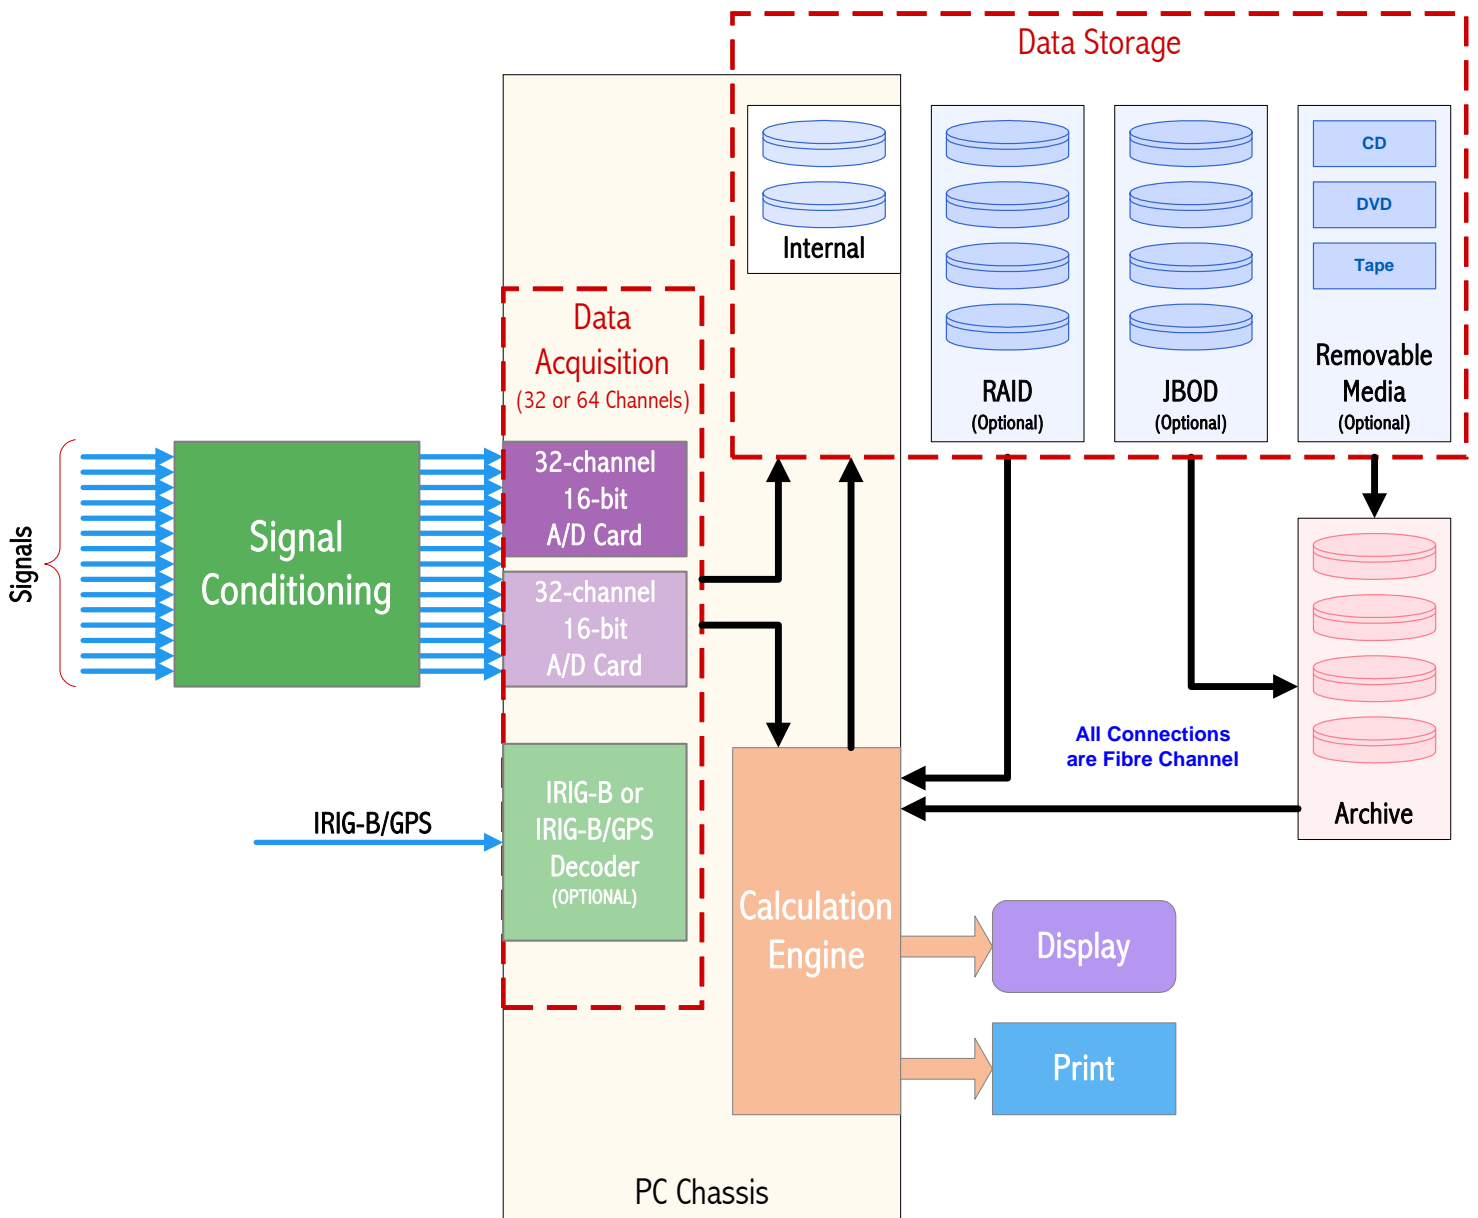 Data Storage
Internal
RAID
(Optional)
JBOD
(Optional)
CD
DVD
Tape
Removable
Media
(Optional)
Data
Acquisition
(32 or 64 Channels)
Signals
Signal
Conditioning
32-channel
16-bit
A/D Card
32-channel
16-bit
A/D Card
IRIG-B/GPS
IRIG-B or
IRIG-B/GPS
Decoder
(OPTIONAL)
All Connections
are Fibre Channel
Archive
Calculation
Engine
Display
Print
PC Chassis